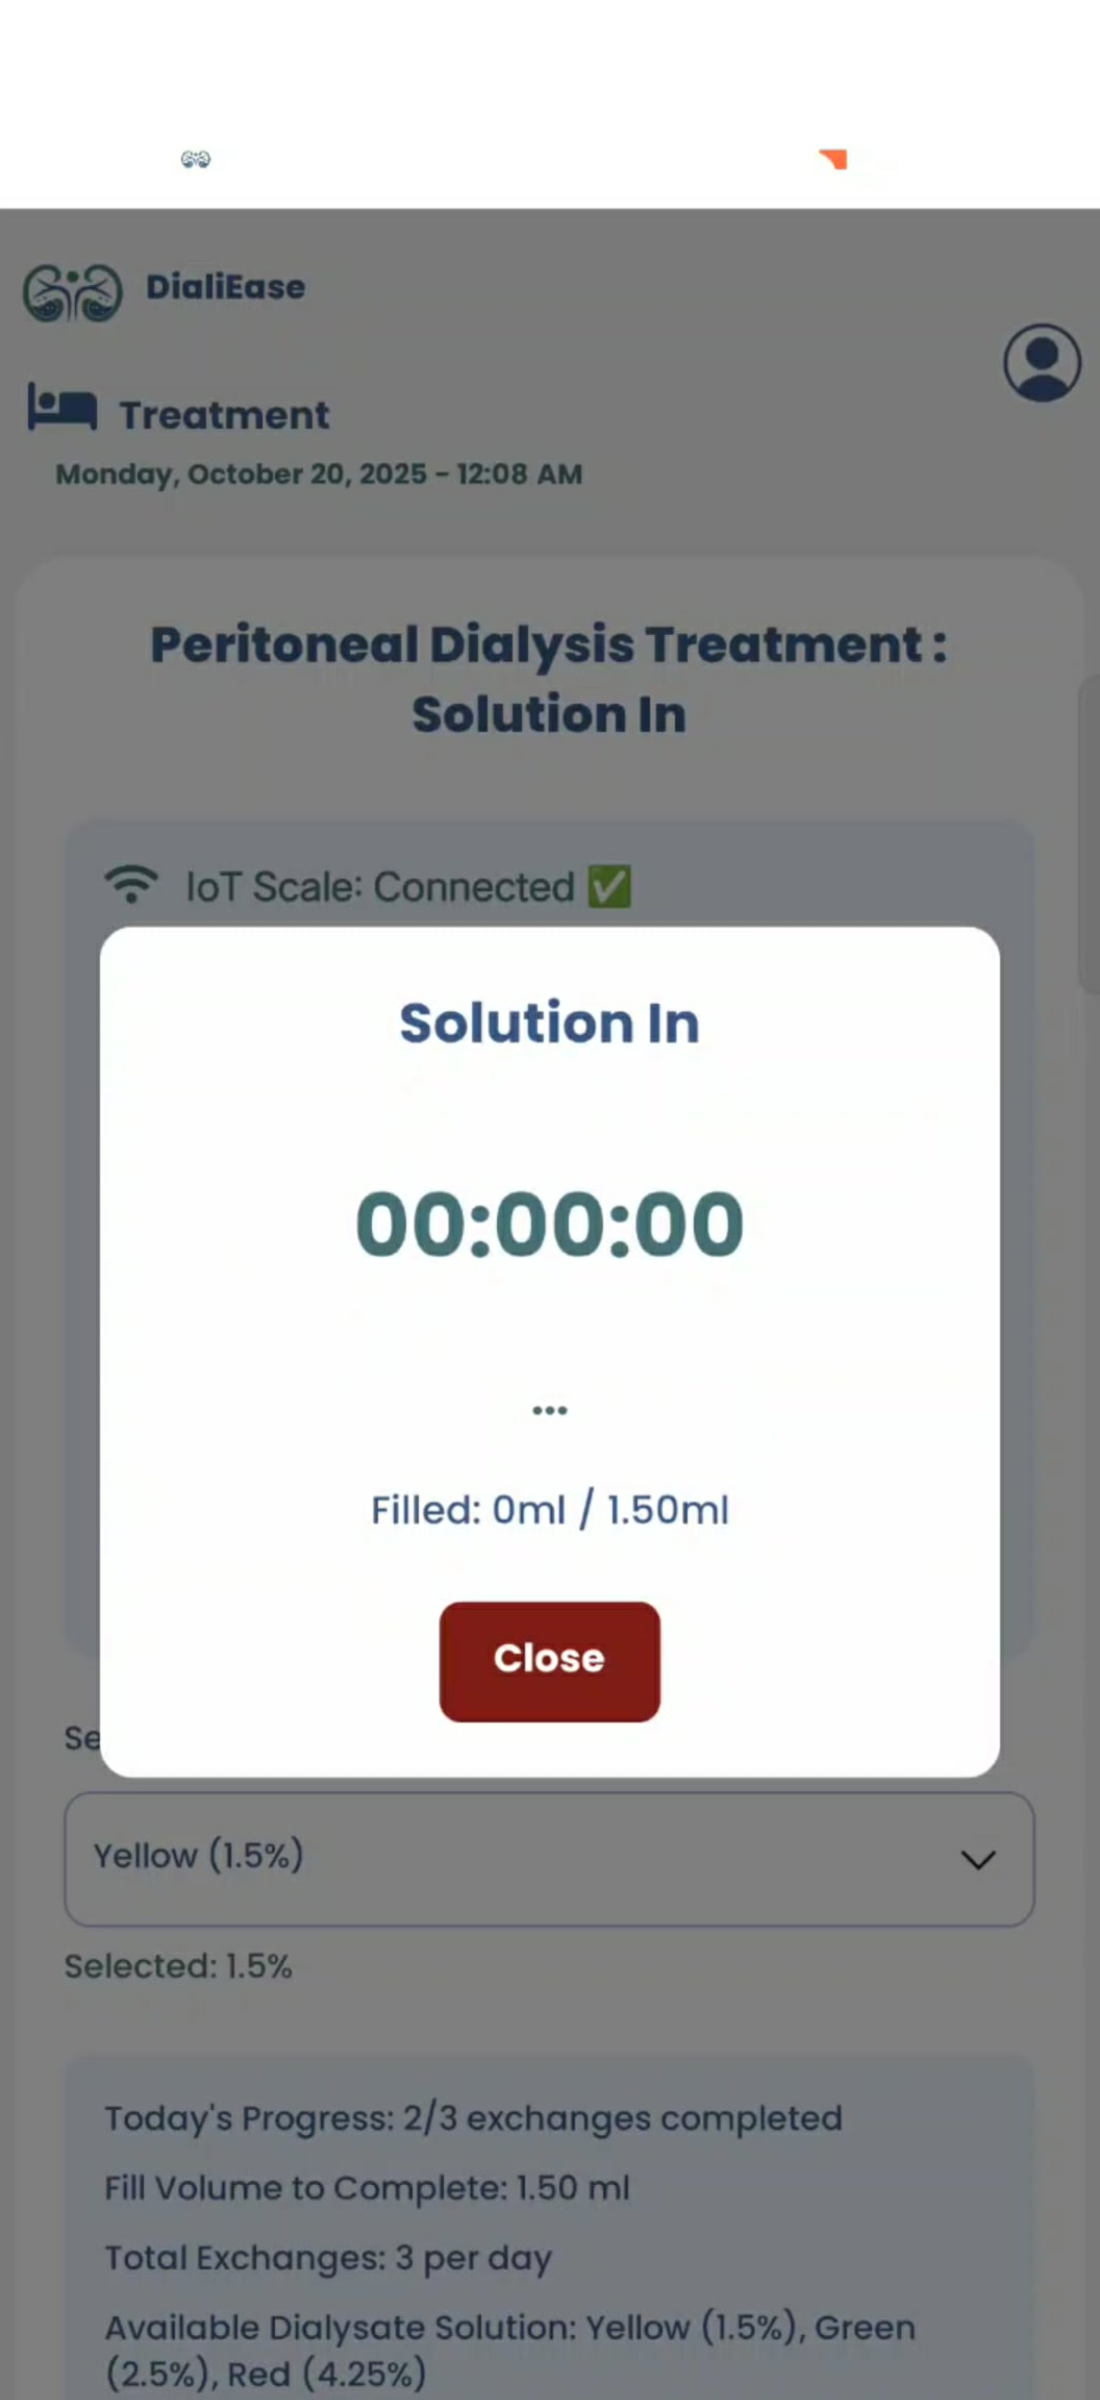 DialiEase
Treatment
Monday, October 20, 2025 - 12:08 AM
Peritoneal Dialysis Treatment :
Solution In
IoT Scale: Connected ✅
Solution In
00:00:00
...
Filled: 0ml / 1.50ml
Close
Se
Yellow (1.5%)
Selected: 1.5%
Today's Progress: 2/3 exchanges completed
Fill Volume to Complete: 1.50 ml
Total Exchanges: 3 per day
Available Dialysate Solution: Yellow (1.5%), Green
(2.5%), Red (4.25%)